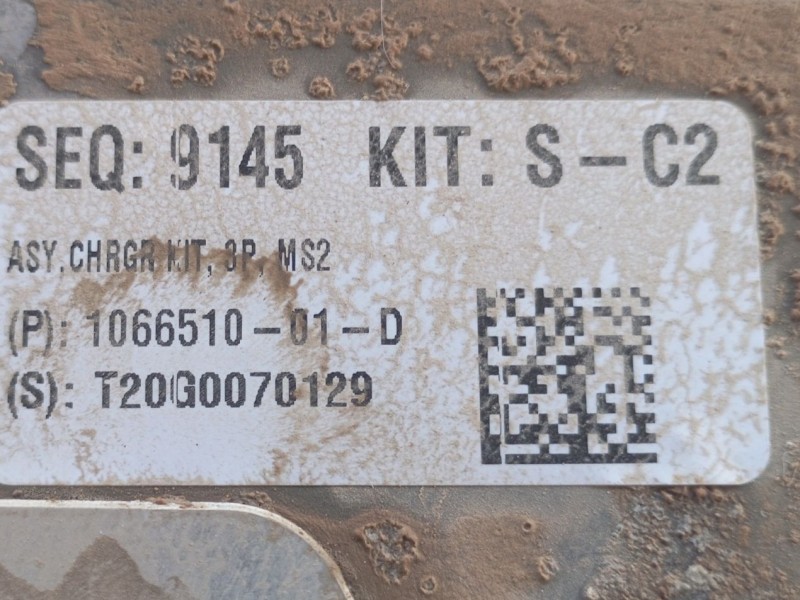 SEQ: 9145 KIT: S-C2
ASY,CHRGR KIT, 3P, MS2
(P): 1066510-01-D
(S): T20G0070129